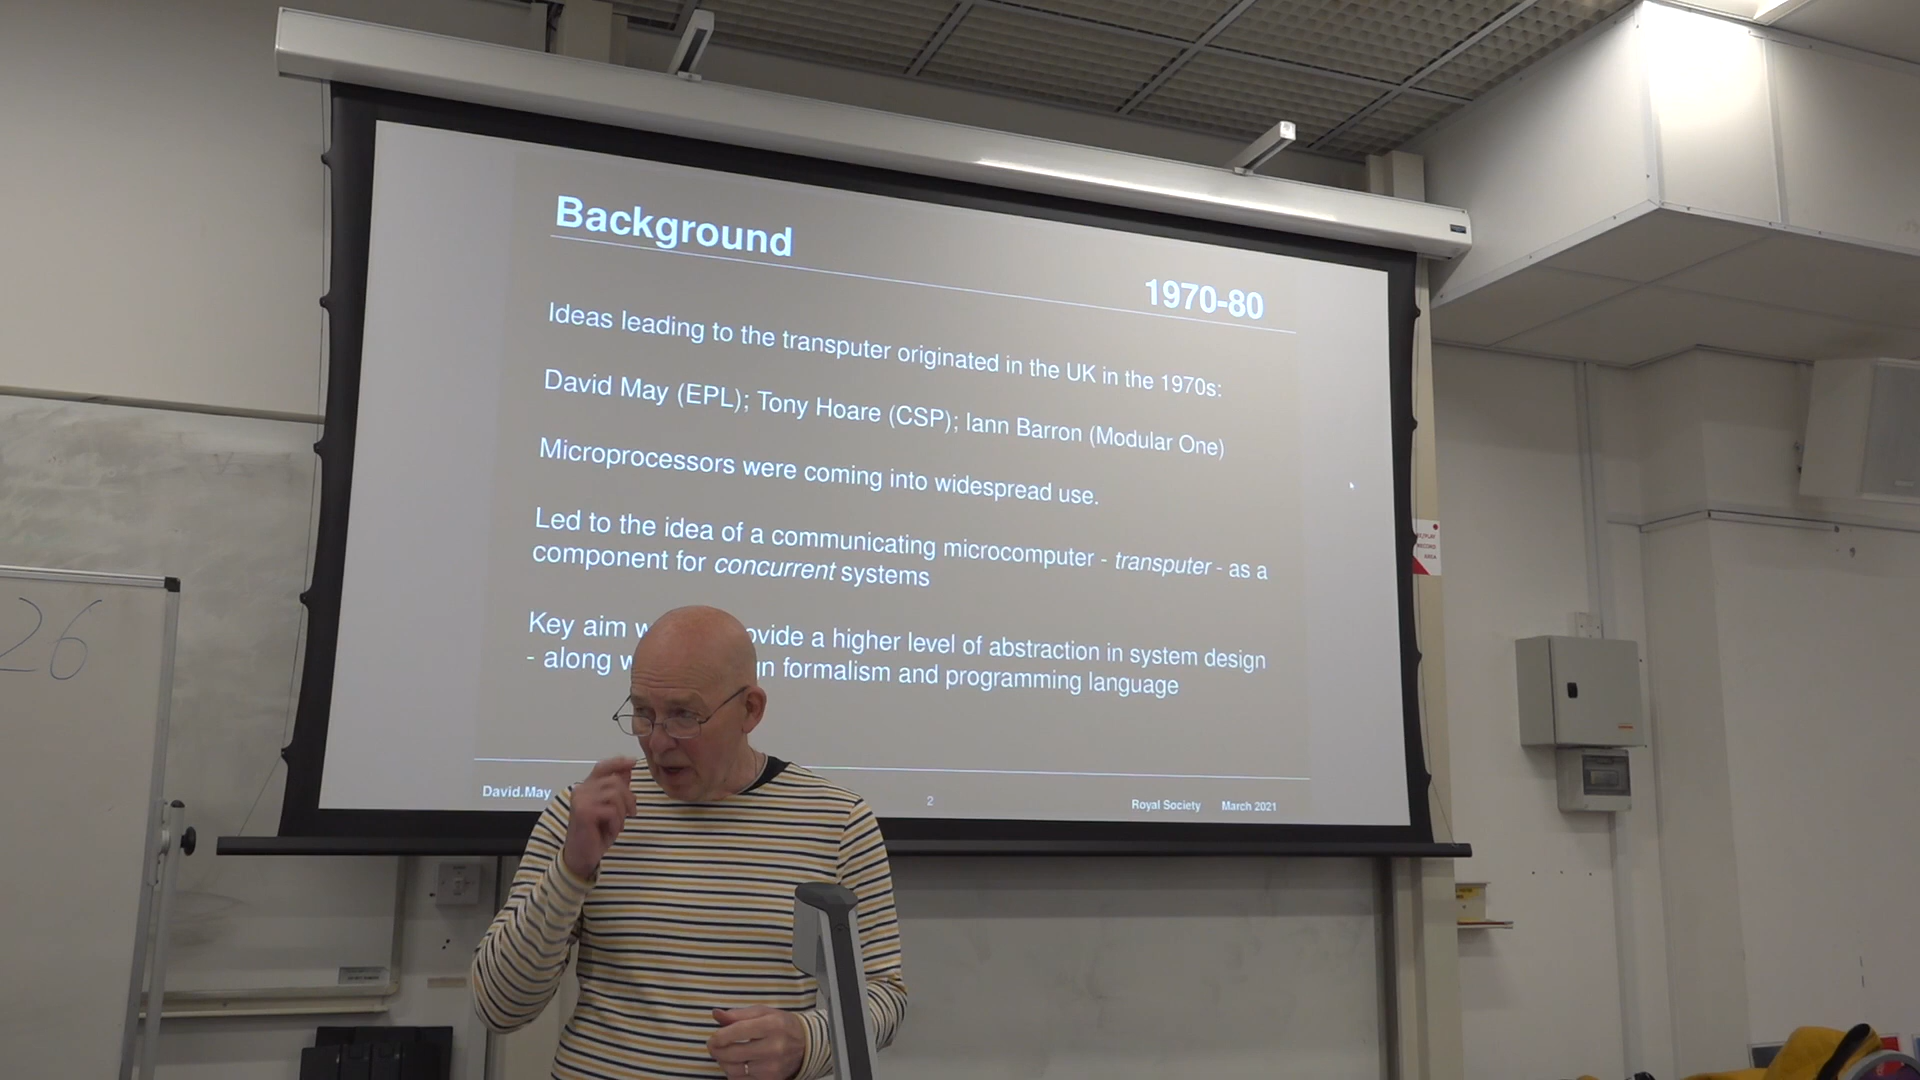 Background
1970-80
Ideas leading to the transputer originated in the UK in the 1970s:
David May (EPL); Tony Hoare (CSP); Iann Barron (Modular One)
Microprocessors were coming into widespread use.
Led to the idea of a communicating microcomputer - transputer - as a
component for concurrent systems
Key aim ovide a higher level of abstraction in system design
- along formalism and programming language
David.May
2
Royal Society March 2021
26